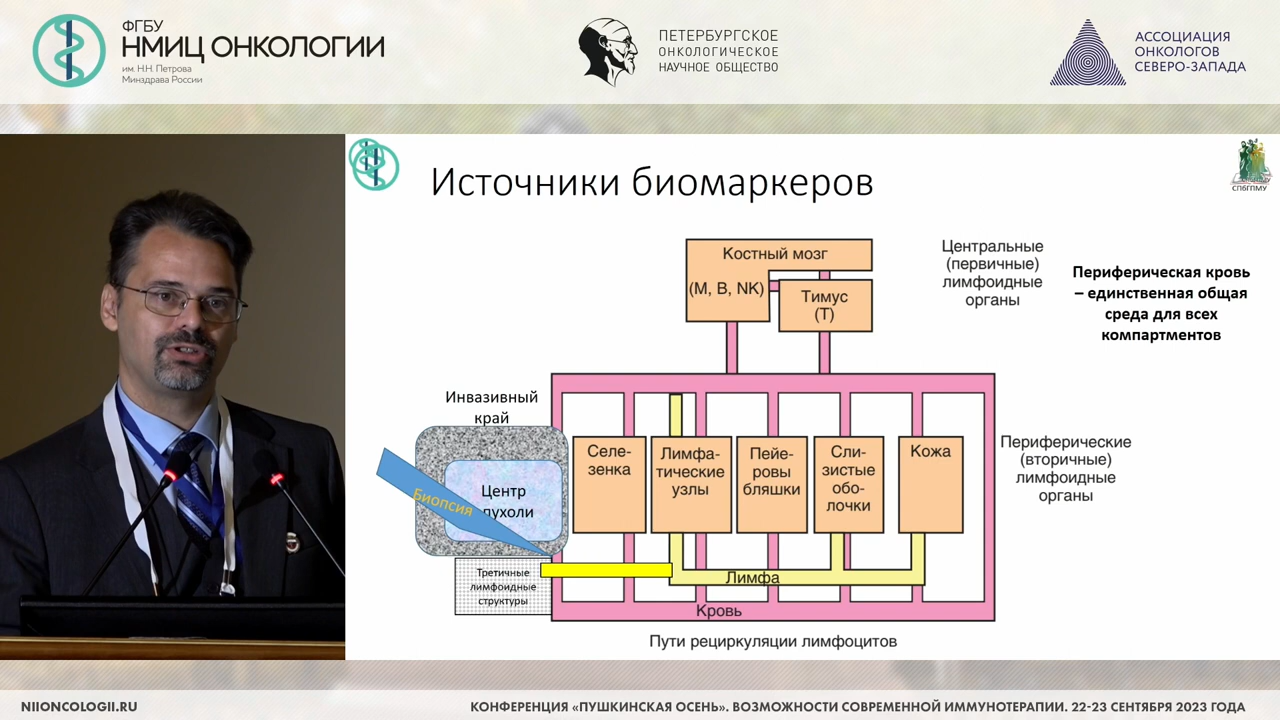 ФГБУ
НМИЦ ОНКОЛОГИИ
им. Н.Н. Петрова
Минздрава России
ПЕТЕРБУРГСКОЕ
ОНКОЛОГИЧЕСКОЕ
НАУЧНОЕ ОБЩЕСТВО
АССОЦИАЦИЯ
ОНКОЛОГОВ
СЕВЕРО-ЗАПАДА
Источники биомаркеров
СПбГПМУ
Костный мозг
(M, B, NK)
Тимус
(T)
Центральные
(первичные)
лимфоидные
органы
Периферическая кровь
– единственная общая
среда для всех
компартментов
Инвазивный
край
Центр
пухоли
Биопсия
Третичные
лимфоидные
структуры
Селе-
зенка
Лимфа-
тические
узлы
Пейе-
ровы
бляшки
Сли-
зистые
обо-
лочки
Кожа
Периферические
(вторичные)
лимфоидные
органы
Лимфа
Кровь
Пути рециркуляции лимфоцитов
NIIONCOLOGII.RU
КОНФЕРЕНЦИЯ «ПУШКИНСКАЯ ОСЕНЬ». ВОЗМОЖНОСТИ СОВРЕМЕННОЙ ИММУНОТЕРАПИИ. 22-23 СЕНТЯБРЯ 2023 ГОДА